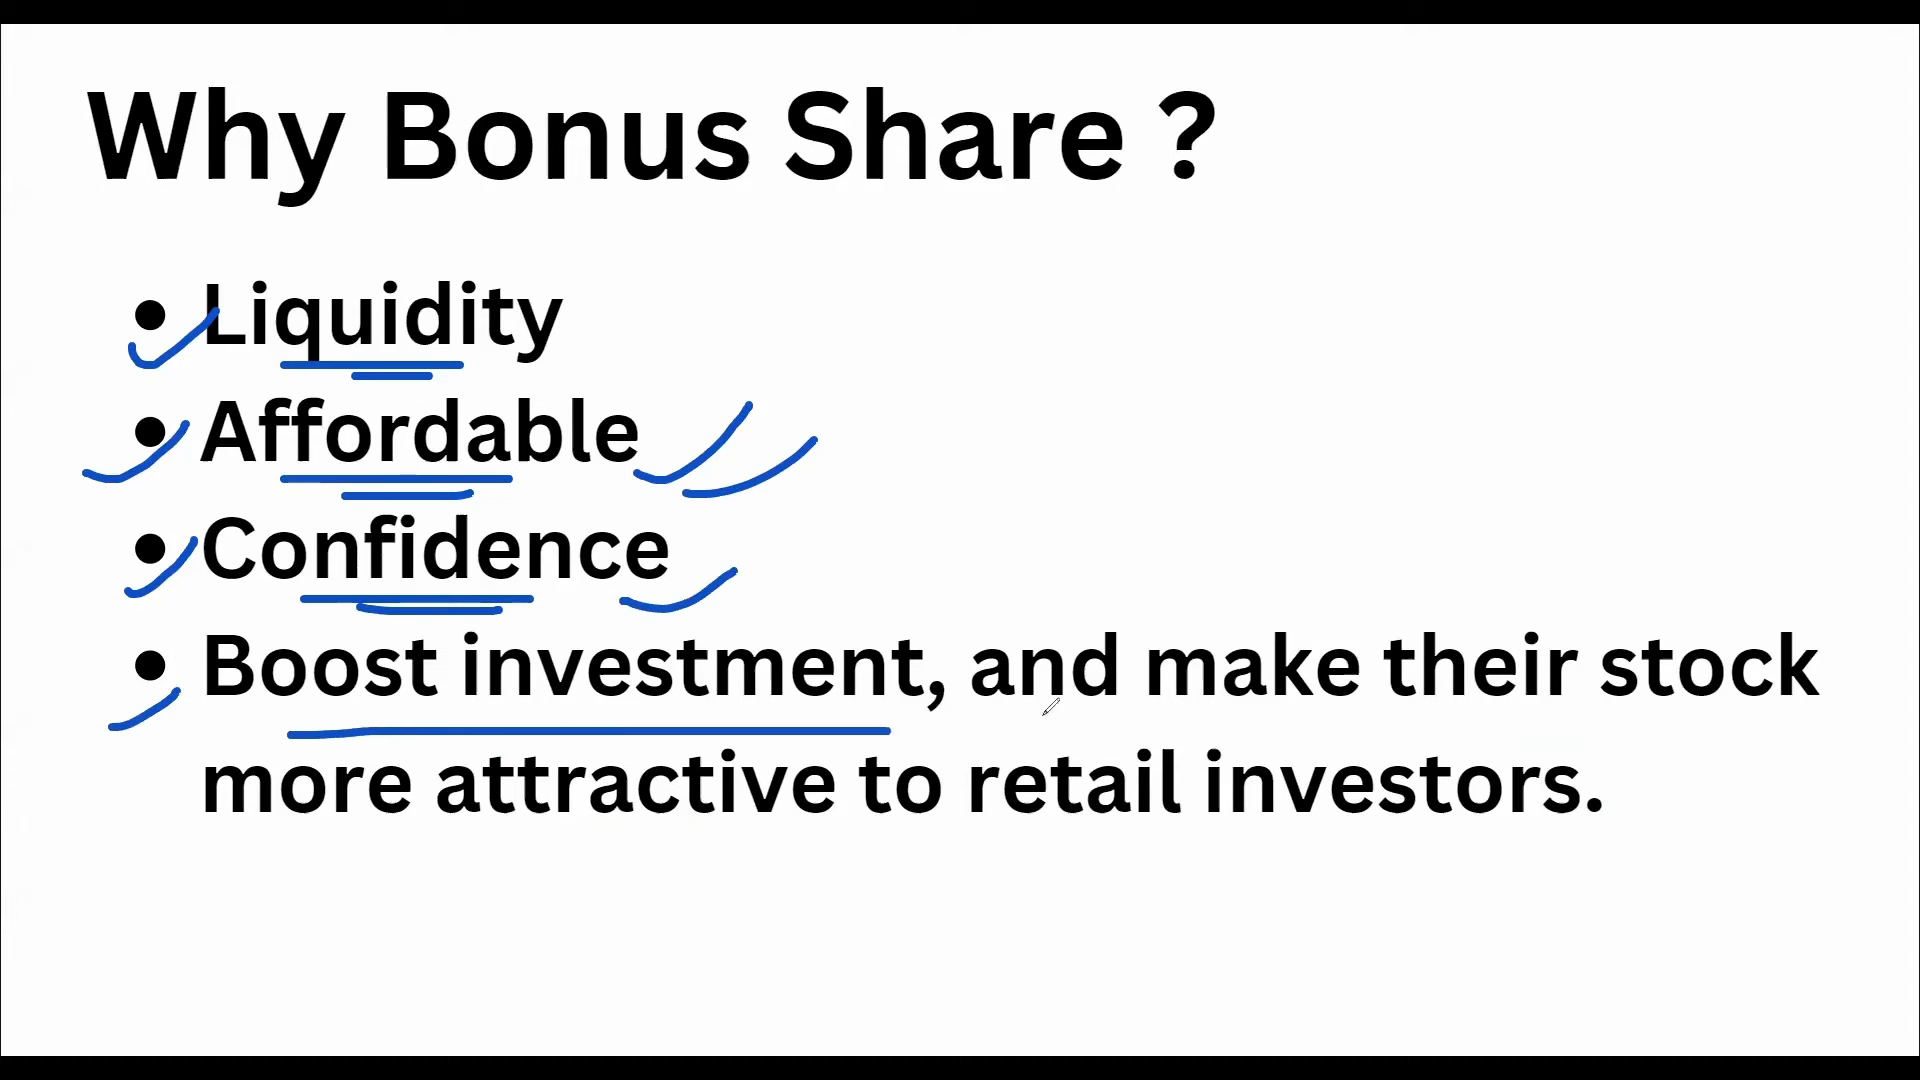 Why Bonus Share ?
• Liquidity
• Affordable
• Confidence
• Boost investment, and make their stock
more attractive to retail investors.